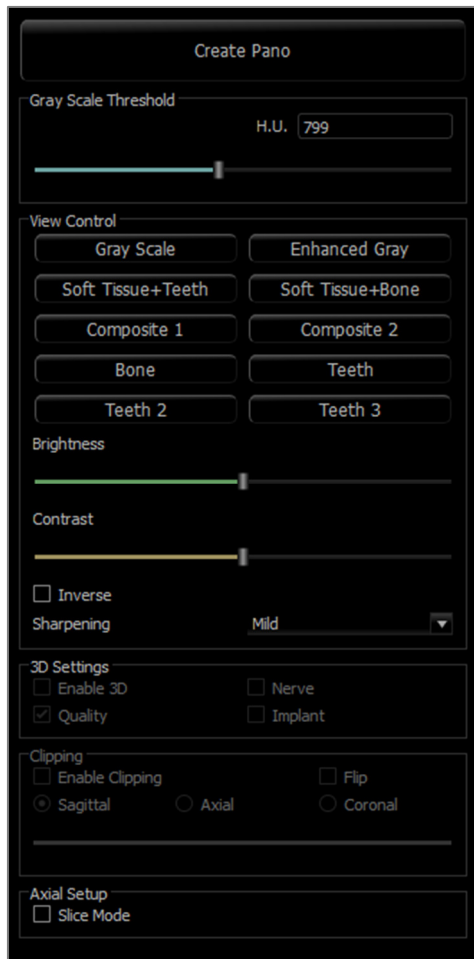 Create Pano
Gray Scale Threshold
H.U. 799
View Control
Gray Scale Enhanced Gray
Soft Tissue+Teeth Soft Tissue+Bone
Composite 1 Composite 2
Bone Teeth
Teeth 2 Teeth 3
Brightness
Contrast
Inverse
Sharpening Mild
3D Settings
Enable 3D Nerve
Quality Implant
Clipping
Enable Clipping Flip
Sagittal Axial Coronal
Axial Setup
Slice Mode